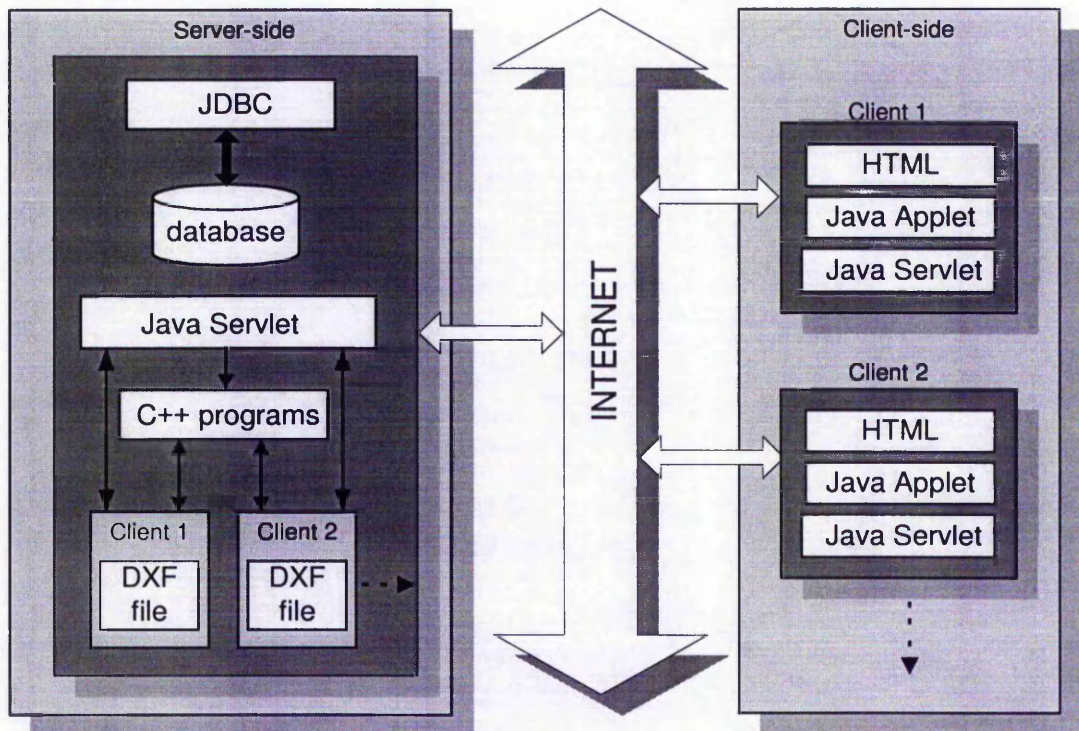 Server-side
JDBC
database
Java Servlet
C++ programs
Client 1
DXF
file
Client 2
DXF
file
INTERNET
Client-side
Client 1
HTML
Java Applet
Java Servlet
Client 2
HTML
Java Applet
Java Servlet